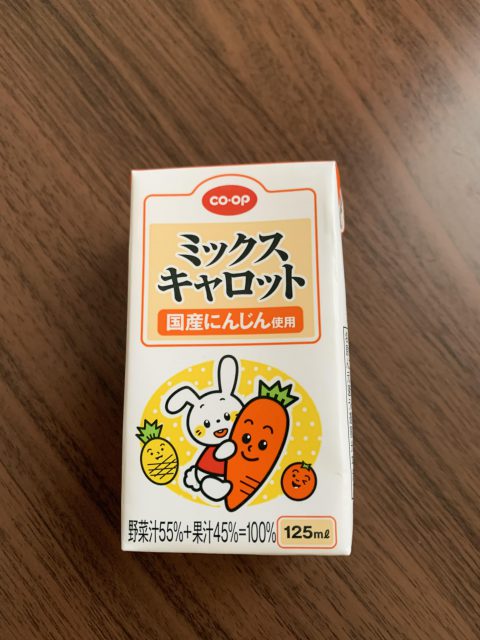 CO·OP
ミックス
キャロット
国産にんじん使用
野菜汁55%+果汁45%=100% 125mℓ